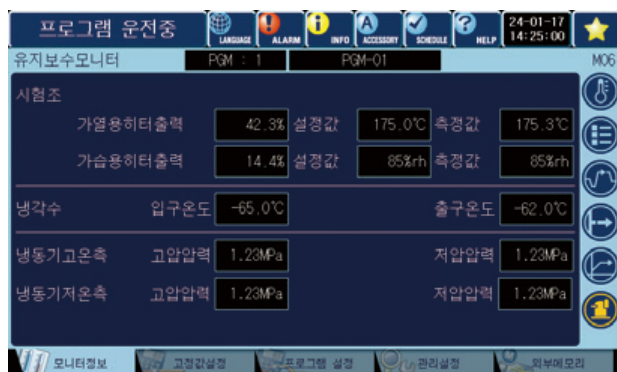 프로그램 운전중 LANGUAGE ALARM INFO ACCESSORY SCHEDULE HELP 24-01-17 14:25:00
유지보수모니터 PGM : 1 PGM-01 M06
시험조
가열용히터출력 42.3% 설정값 175.0℃ 측정값 175.3℃
가습용히터출력 14.4% 설정값 85%rh 측정값 85%rh
냉각수 입구온도 -65.0℃ 출구온도 -62.0℃
냉동기고온측 고압압력 1.23MPa 저압압력 1.23MPa
냉동기저온측 고압압력 1.23MPa 저압압력 1.23MPa
모니터정보 고정값설정 프로그램 설정 관리설정 외부메모리